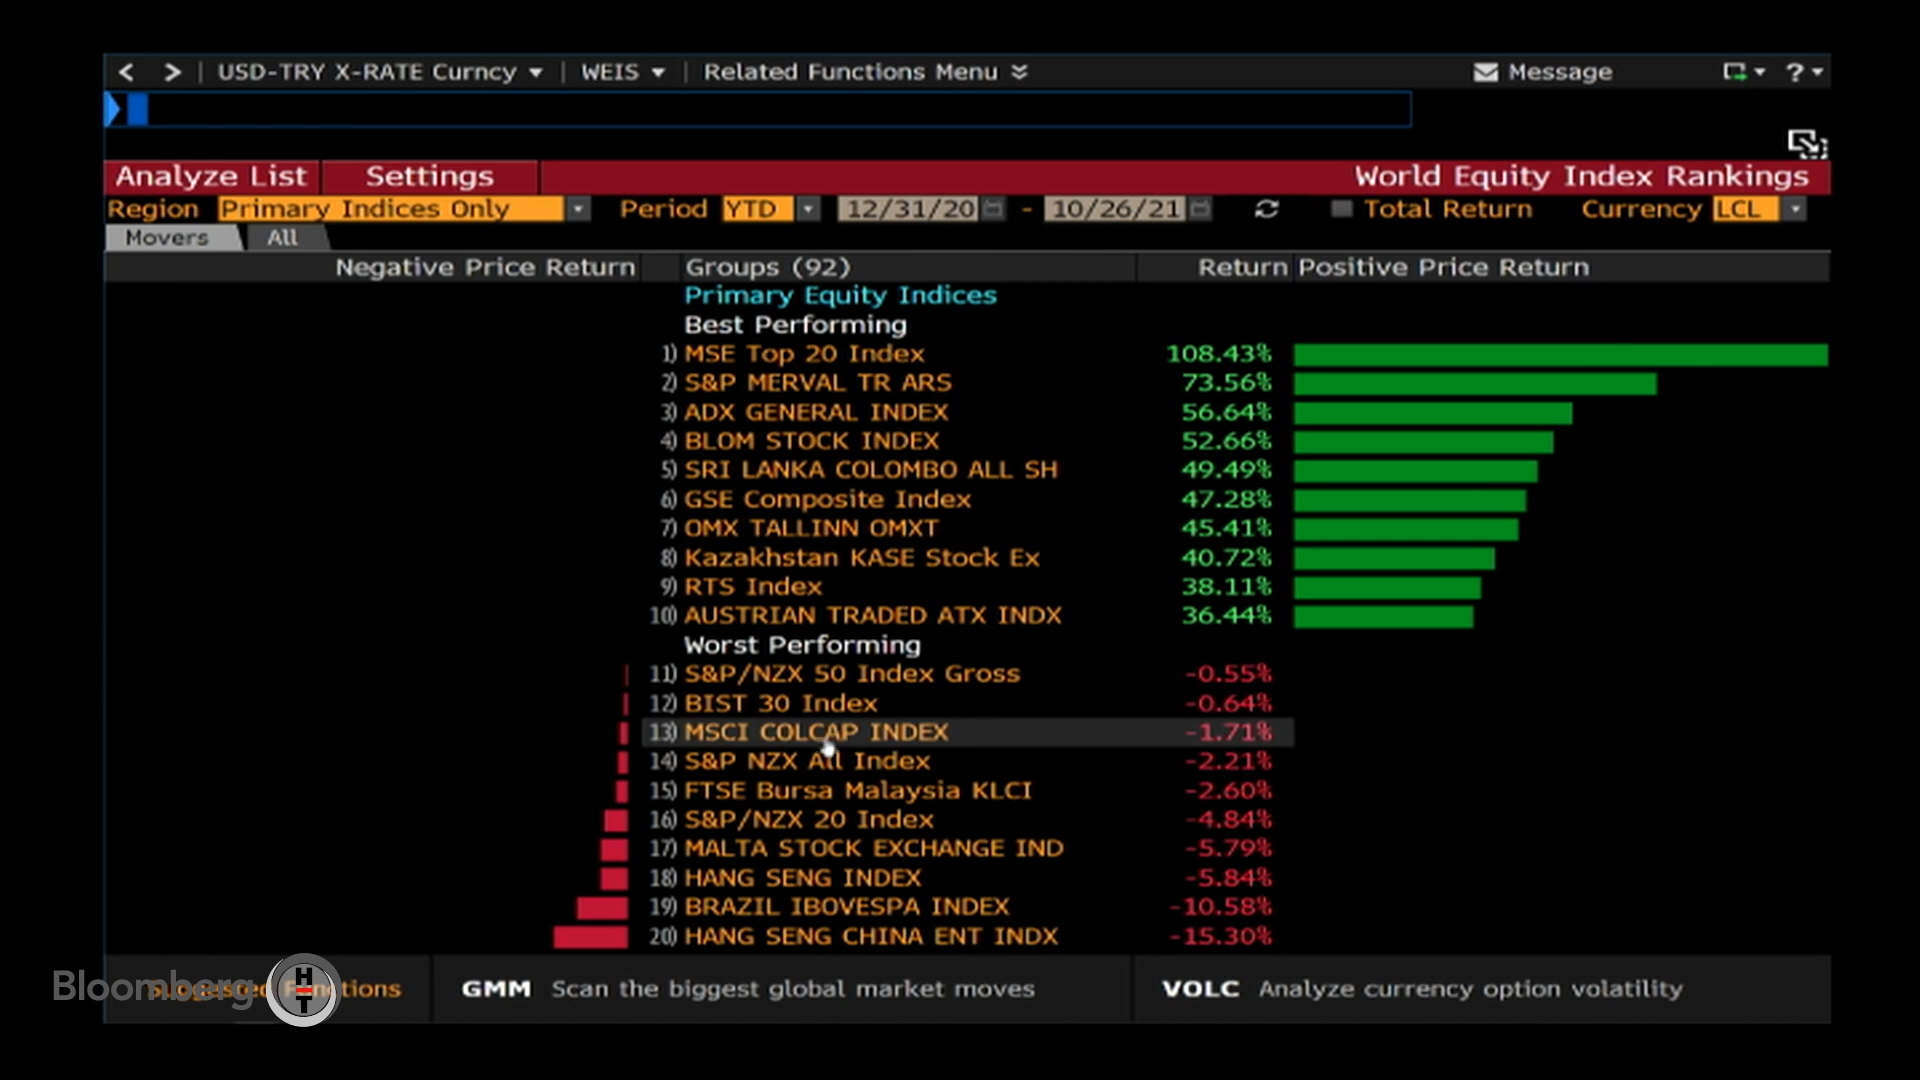 < > USD-TRY X-RATE Curncy WEIS Related Functions Menu Message ?
Analyze List Settings World Equity Index Rankings
Region Primary Indices Only Period YTD 12/31/20 - 10/26/21 Total Return Currency LCL
Movers All
Negative Price Return Groups (92) Return Positive Price Return
Primary Equity Indices
Best Performing
1) MSE Top 20 Index 108.43%
2) S&P MERVAL TR ARS 73.56%
3) ADX GENERAL INDEX 56.64%
4) BLOM STOCK INDEX 52.66%
5) SRI LANKA COLOMBO ALL SH 49.49%
6) GSE Composite Index 47.28%
7) OMX TALLINN OMXT 45.41%
8) Kazakhstan KASE Stock Ex 40.72%
9) RTS Index 38.11%
10) AUSTRIAN TRADED ATX INDX 36.44%
Worst Performing
11) S&P/NZX 50 Index Gross -0.55%
12) BIST 30 Index -0.64%
13) MSCI COLCAP INDEX -1.71%
14) S&P NZX All Index -2.21%
15) FTSE Bursa Malaysia KLCI -2.60%
16) S&P/NZX 20 Index -4.84%
17) MALTA STOCK EXCHANGE IND -5.79%
18) HANG SENG INDEX -5.84%
19) BRAZIL IBOVESPA INDEX -10.58%
20) HANG SENG CHINA ENT INDX -15.30%
Suggested Functions GMM Scan the biggest global market moves VOLC Analyze currency option volatility
Bloomberg HT